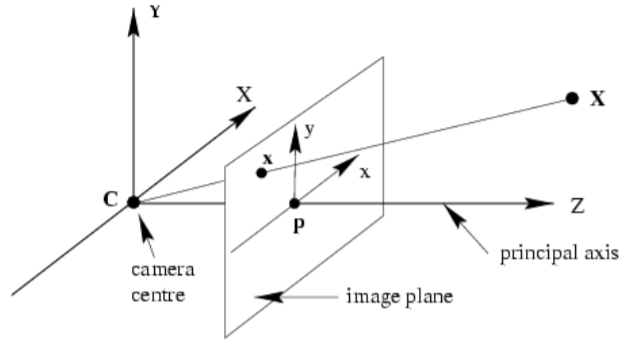 Y
X
X
x
y
x
C
p
Z
camera
centre
principal axis
image plane